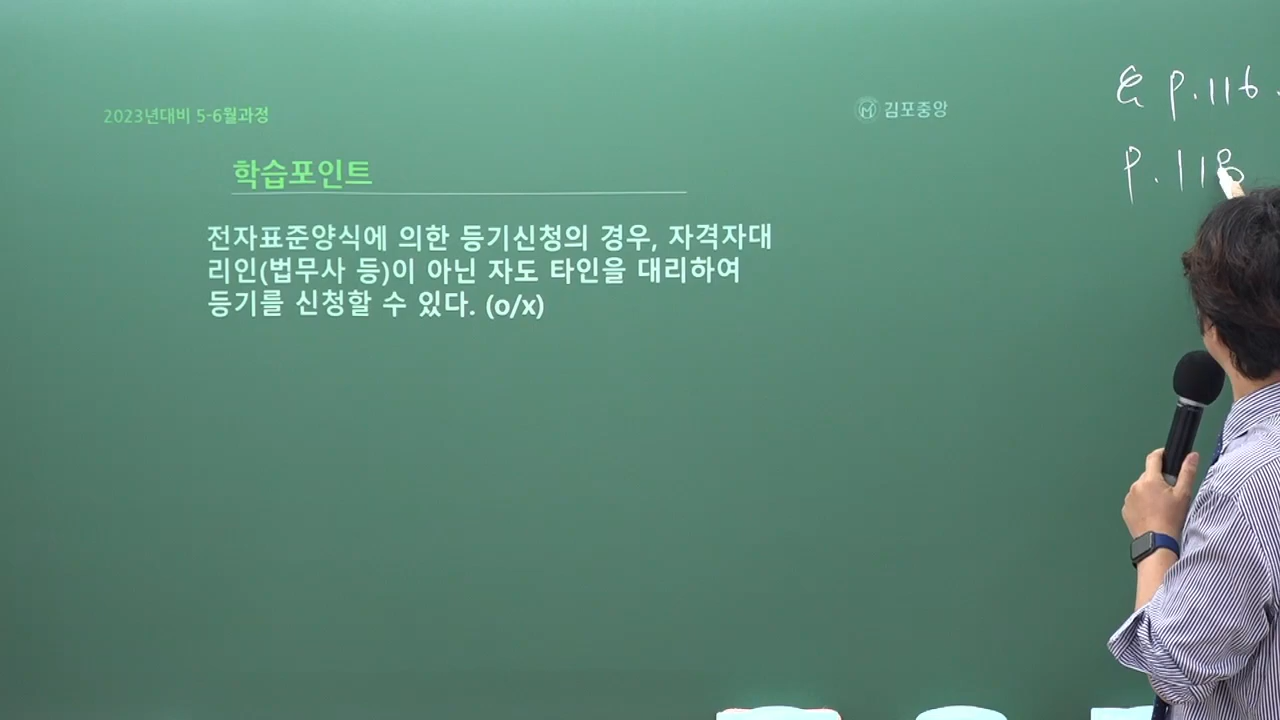 2023년대비 5-6월과정
김포중앙
& p.116.
p.118
학습포인트
전자표준양식에 의한 등기신청의 경우, 자격자대
리인(법무사 등)이 아닌 자도 타인을 대리하여
등기를 신청할 수 있다. (o/x)